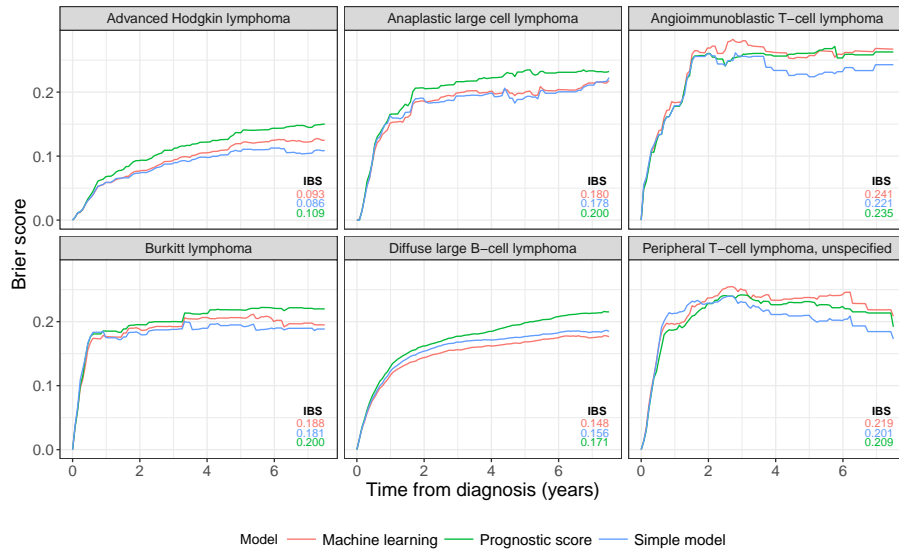 Advanced Hodgkin lymphoma
Anaplastic large cell lymphoma
Angioimmunoblastic T−cell lymphoma
0.2
0.1
0.0
IBS
0.093
0.086
0.109
IBS
0.180
0.178
0.200
IBS
0.241
0.221
0.235
Brier score
Burkitt lymphoma
Diffuse large B−cell lymphoma
Peripheral T−cell lymphoma, unspecified
0.2
0.1
0.0
IBS
0.188
0.181
0.200
IBS
0.148
0.156
0.171
IBS
0.219
0.201
0.209
0 2 4 6
0 2 4 6
0 2 4 6
Time from diagnosis (years)
Model Machine learning Prognostic score Simple model